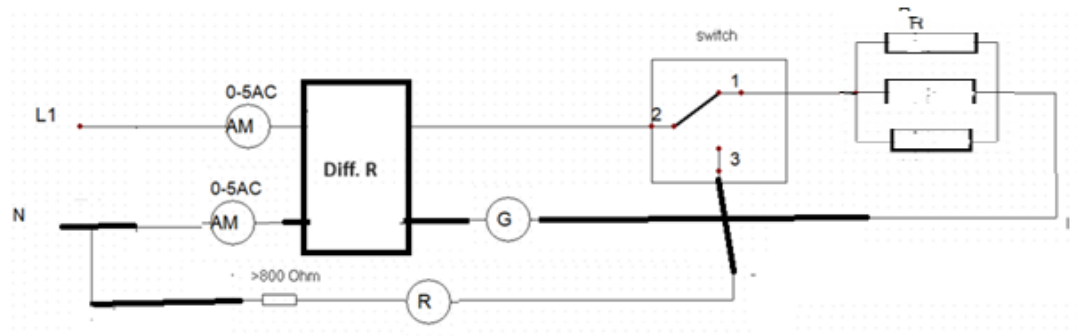 switch
0-5AC
1
L1
AM
2
Diff. R
3
0-5AC
N
AM
G
>800 Ohm
R